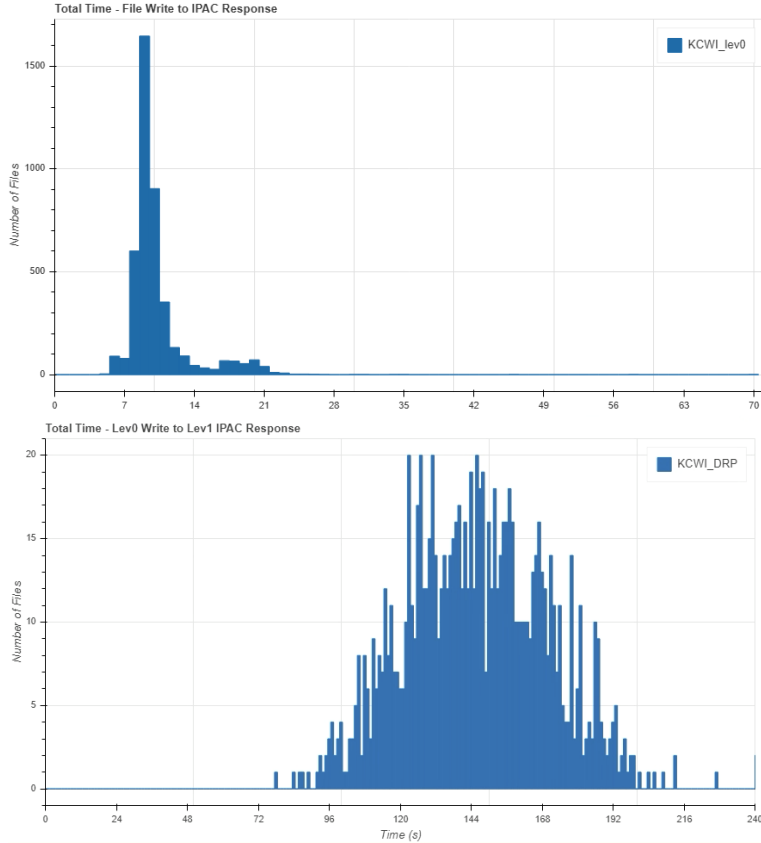 Total Time - File Write to IPAC Response
KCWI_lev0
1500
1000
500
0
Number of Files
0 7 14 21 28 35 42 49 56 63 70
Total Time - Lev0 Write to Lev1 IPAC Response
KCWI_DRP
20
15
10
5
0
Number of Files
0 24 48 72 96 120 144 168 192 216 240
Time (s)